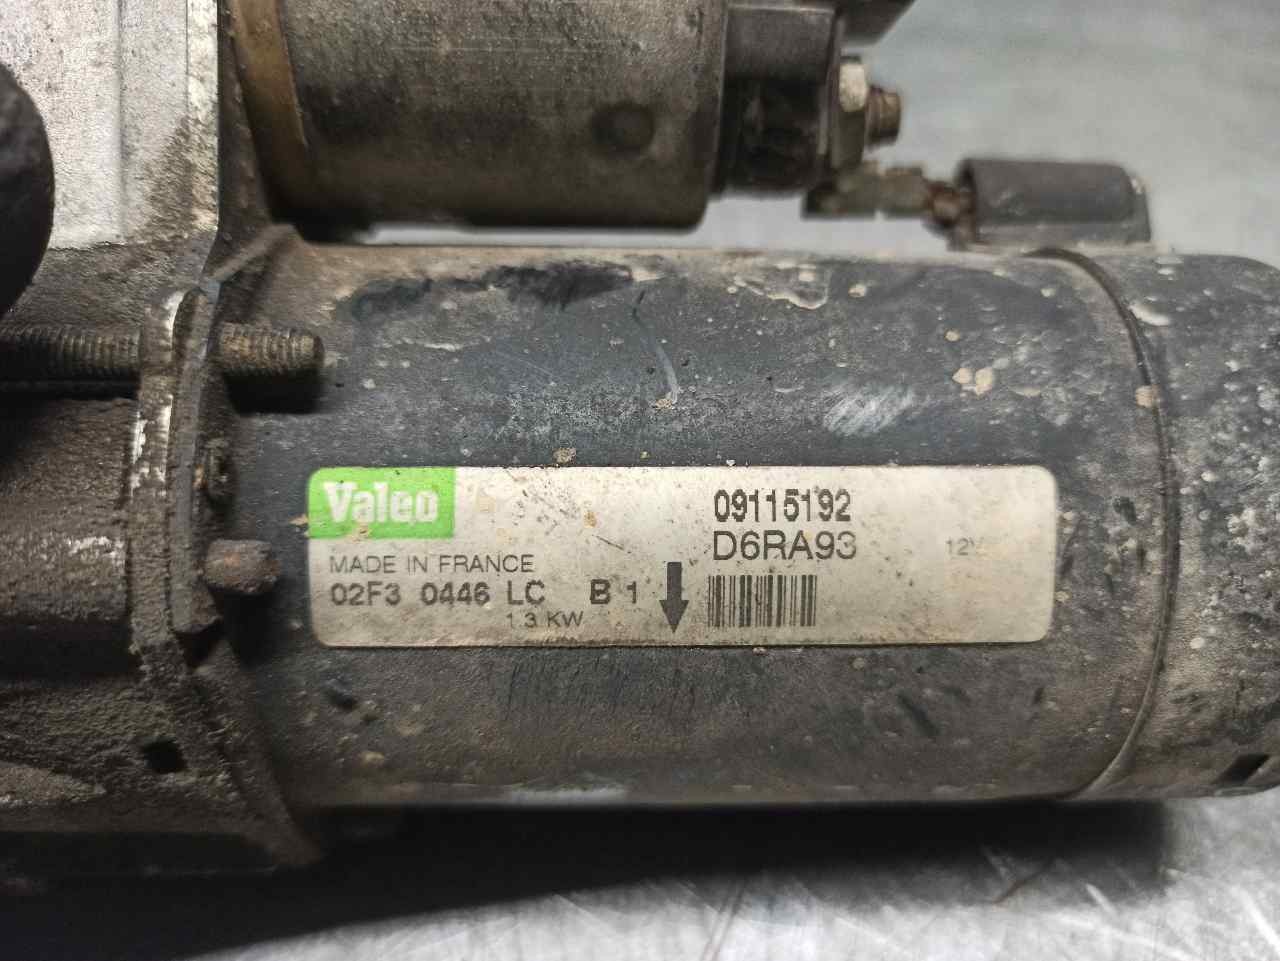 Valeo
09115192
D6RA93
12V
MADE IN FRANCE
02F3 0446 LC B 1
1.3 KW